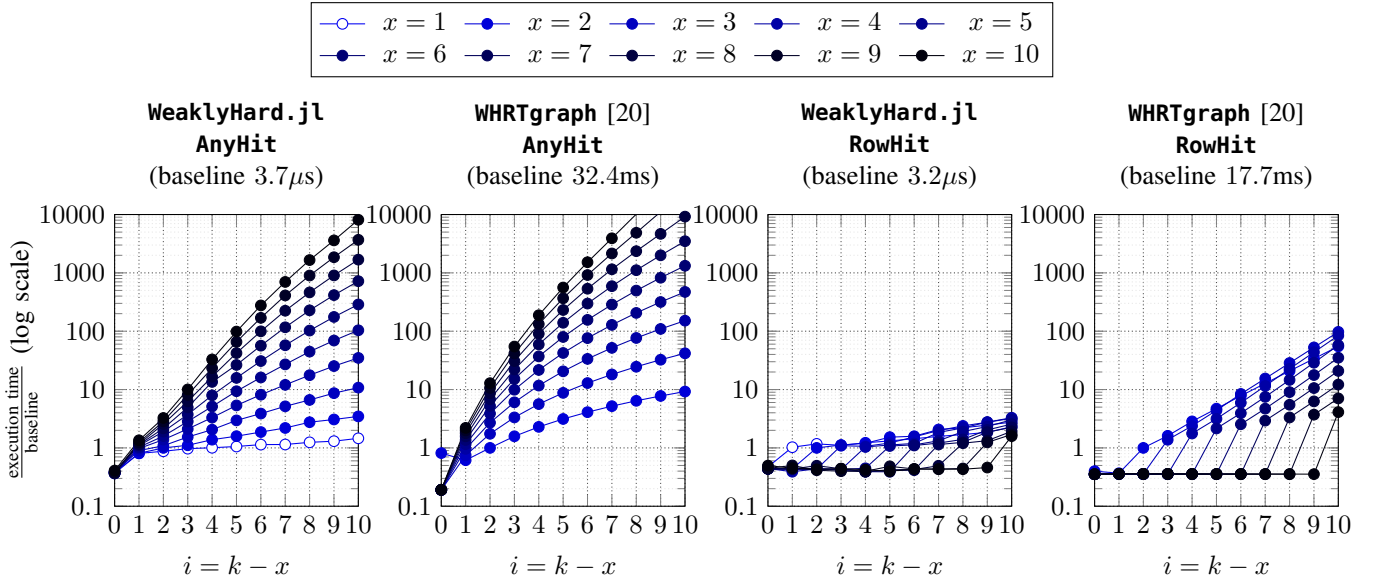 x = 1 x = 2 x = 3 x = 4 x = 5
x = 6 x = 7 x = 8 x = 9 x = 10
WeaklyHard.jl
AnyHit
(baseline 3.7μs)
WHRTgraph [20]
AnyHit
(baseline 32.4ms)
WeaklyHard.jl
RowHit
(baseline 3.2μs)
WHRTgraph [20]
RowHit
(baseline 17.7ms)
execution time
baseline
(log scale)
10000
1000
100
10
1
0.1
0 1 2 3 4 5 6 7 8 9 10
i = k − x
10000
1000
100
10
1
0.1
0 1 2 3 4 5 6 7 8 9 10
i = k − x
10000
1000
100
10
1
0.1
0 1 2 3 4 5 6 7 8 9 10
i = k − x
10000
1000
100
10
1
0.1
0 1 2 3 4 5 6 7 8 9 10
i = k − x